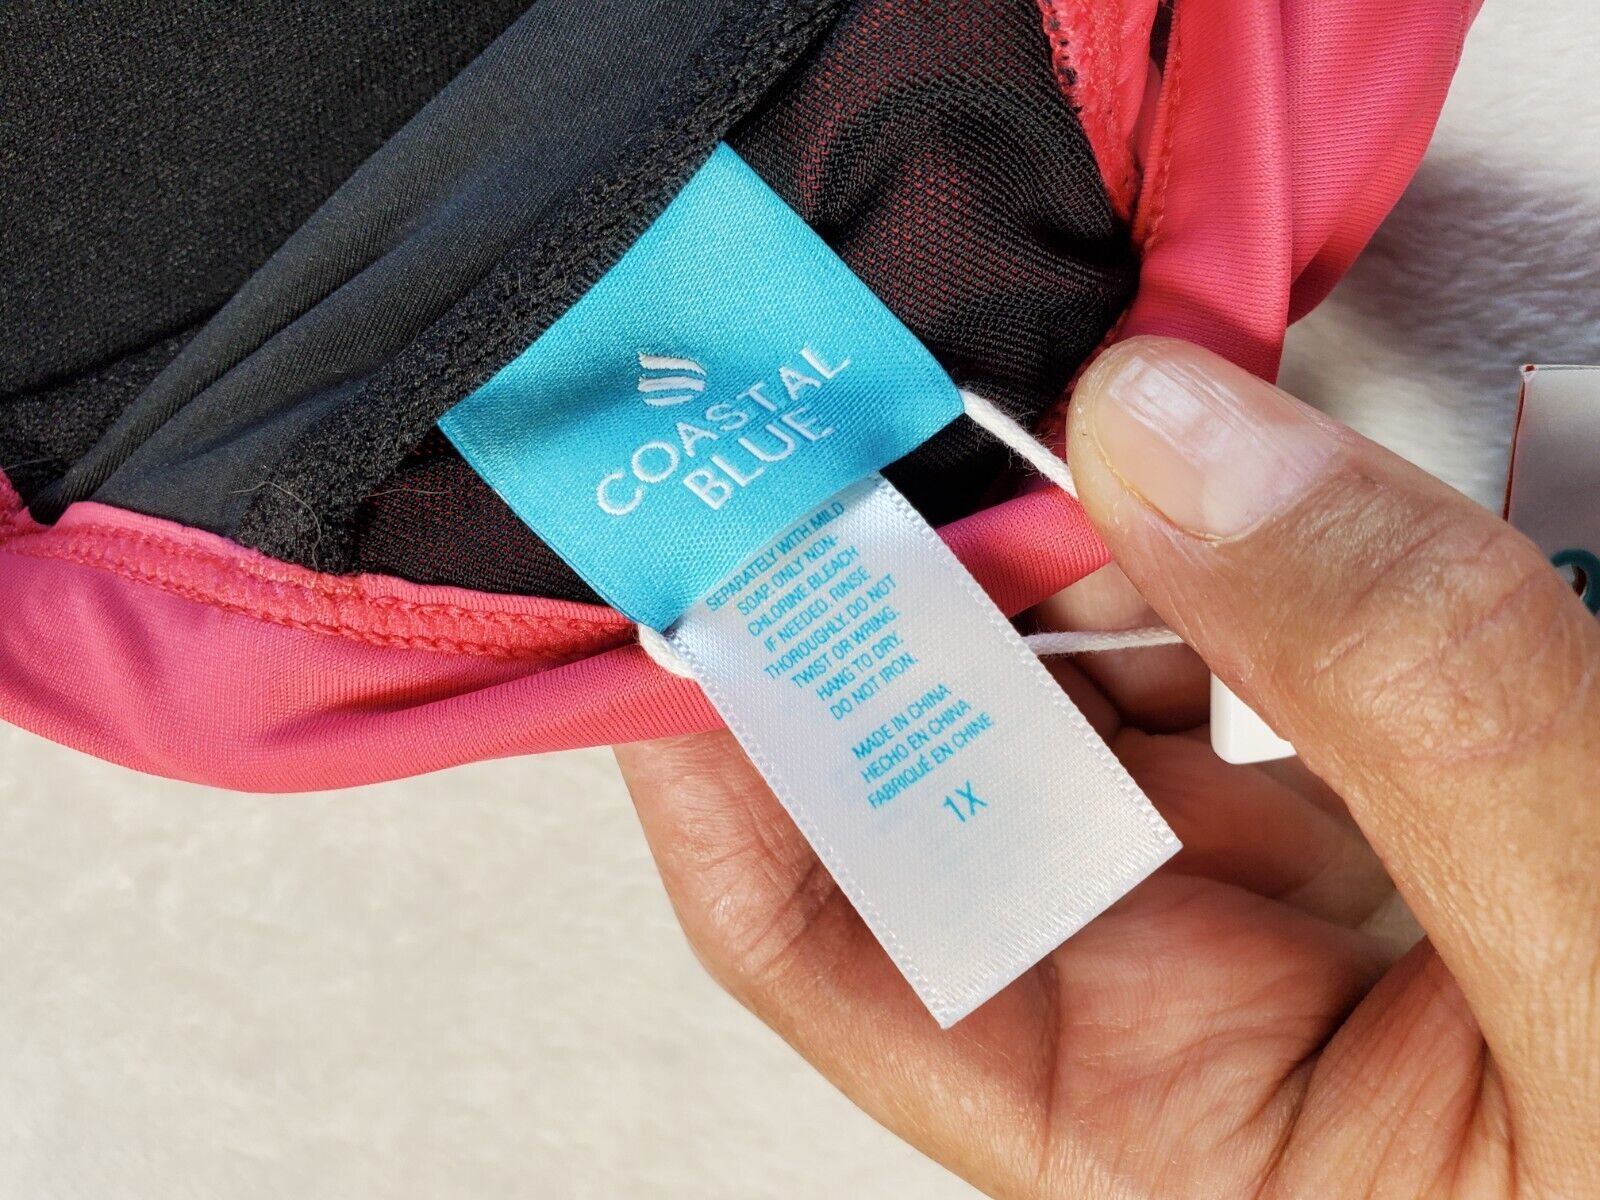 COASTAL
BLUE
SEPARATELY WITH MILD
SOAP. ONLY NON-
CHLORINE BLEACH
IF NEEDED. RINSE
THOROUGHLY. DO NOT
TWIST OR WRING.
HANG TO DRY.
DO NOT IRON.
MADE IN CHINA
HECHO EN CHINA
FABRIQUÉ EN CHINE
1X